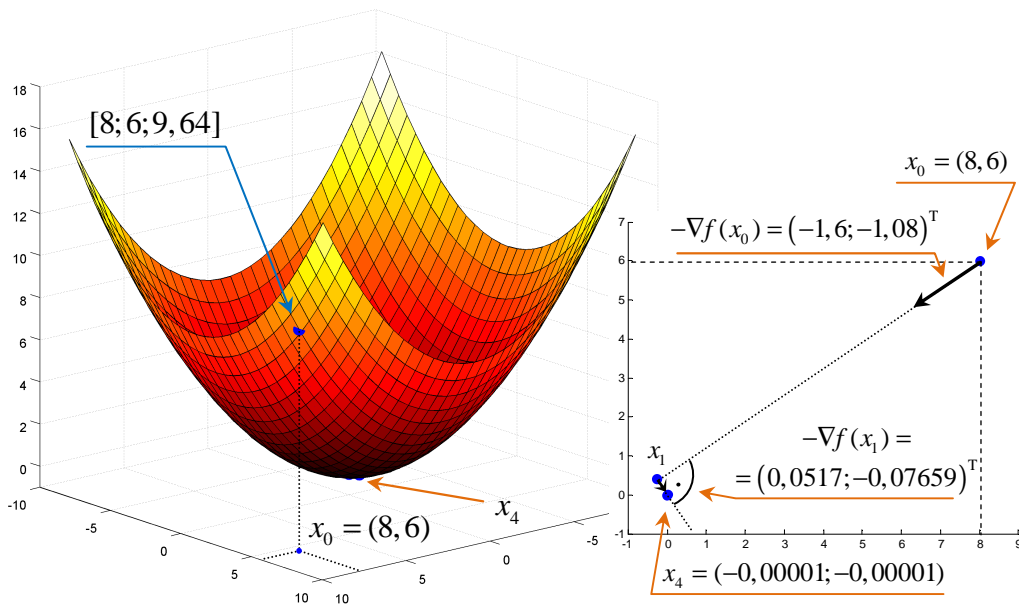 18
16
14
12
10
8
6
4
2
0
-10
-5
0
5
10
10
5
0
-5
[8; 6; 9, 64]
x₀ = (8, 6)
x₄
x₀ = (8, 6)
−∇f(x₀) = (−1,6; −1,08)ᵀ
7
6
5
4
3
2
1
0
-1
-1 0 1 2 3 4 5 6 7 8 9
x₁
−∇f(x₁) =
= (0,0517; −0,07659)ᵀ
x₄ = (−0,00001; −0,00001)